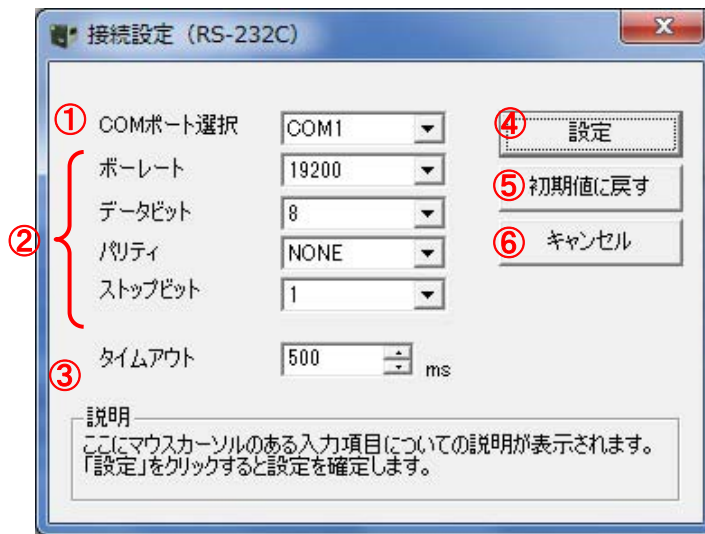 接続設定（RS-232C）
① COMポート選択 COM1
② ボーレート 19200
データビット 8
パリティ NONE
ストップビット 1
③ タイムアウト 500 ms
④ 設定
⑤ 初期値に戻す
⑥ キャンセル
説明
ここにマウスカーソルのある入力項目についての説明が表示されます。
「設定」をクリックすると設定を確定します。